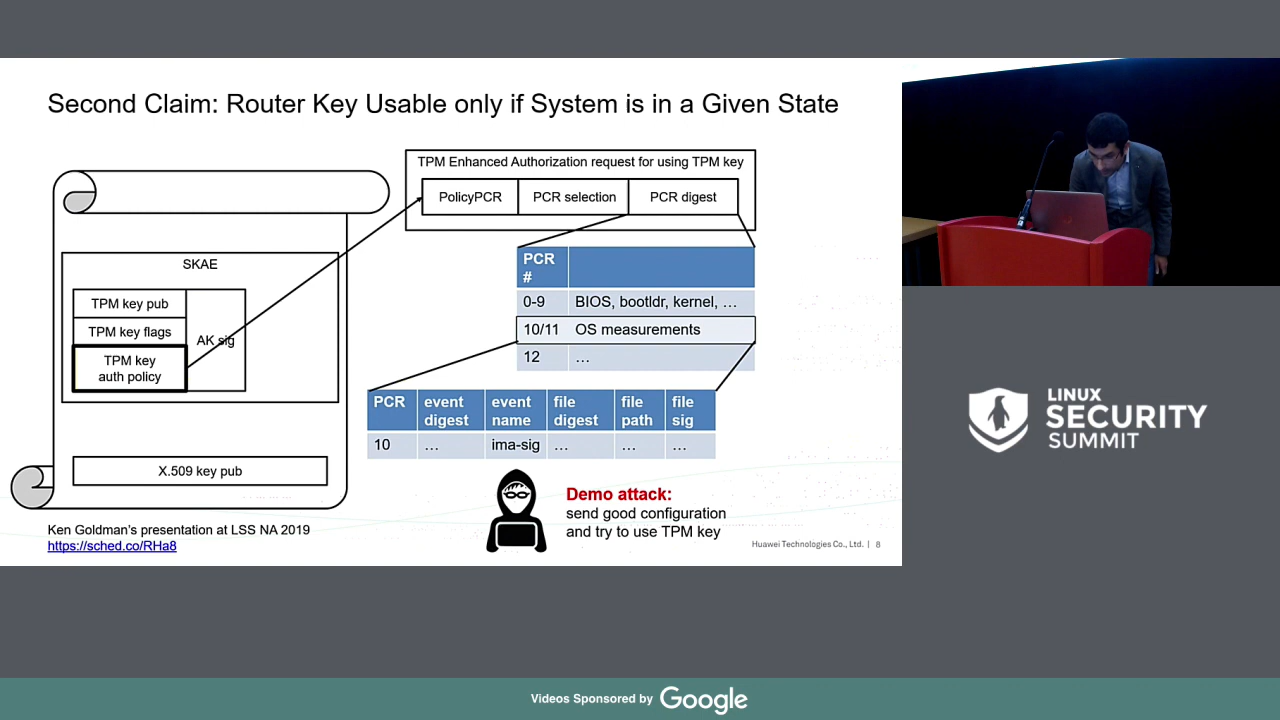 Second Claim: Router Key Usable only if System is in a Given State
TPM Enhanced Authorization request for using TPM key
PolicyPCR
PCR selection
PCR digest
SKAE
TPM key pub
TPM key flags
TPM key
auth policy
AK sig
X.509 key pub
PCR
#
0-9
BIOS, bootldr, kernel, …
10/11
OS measurements
12
…
PCR
event
digest
event
name
file
digest
file
path
file
sig
10
…
ima-sig
…
…
…
Demo attack:
send good configuration
and try to use TPM key
Ken Goldman’s presentation at LSS NA 2019
https://sched.co/RHa8
Huawei Technologies Co., Ltd. | 8
LINUX
SECURITY
SUMMIT
Videos Sponsored by Google